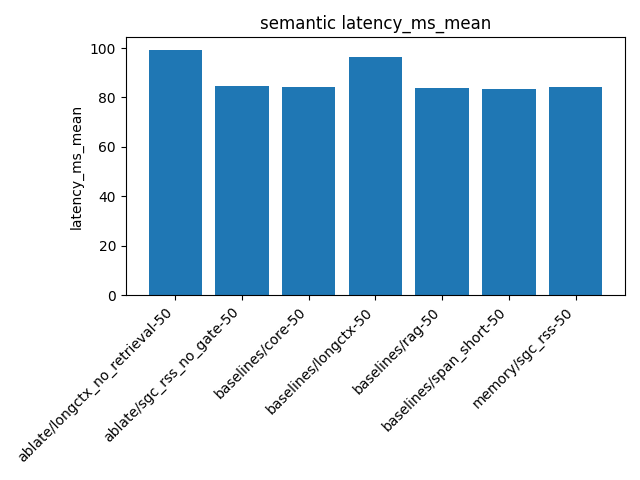 semantic latency_ms_mean
latency_ms_mean
100
80
60
40
20
0
ablate/longctx_no_retrieval-50
ablate/sgc_rss_no_gate-50
baselines/core-50
baselines/longctx-50
baselines/rag-50
baselines/span_short-50
memory/sgc_rss-50